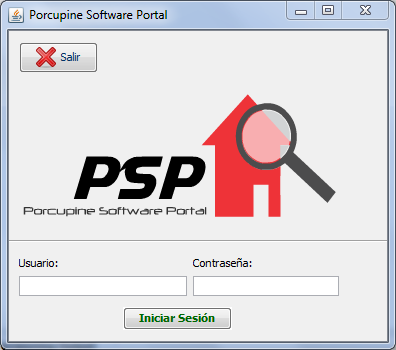 Porcupine Software Portal
Salir
PSP
Porcupine Software Portal
Usuario:
Contraseña:
Iniciar Sesión